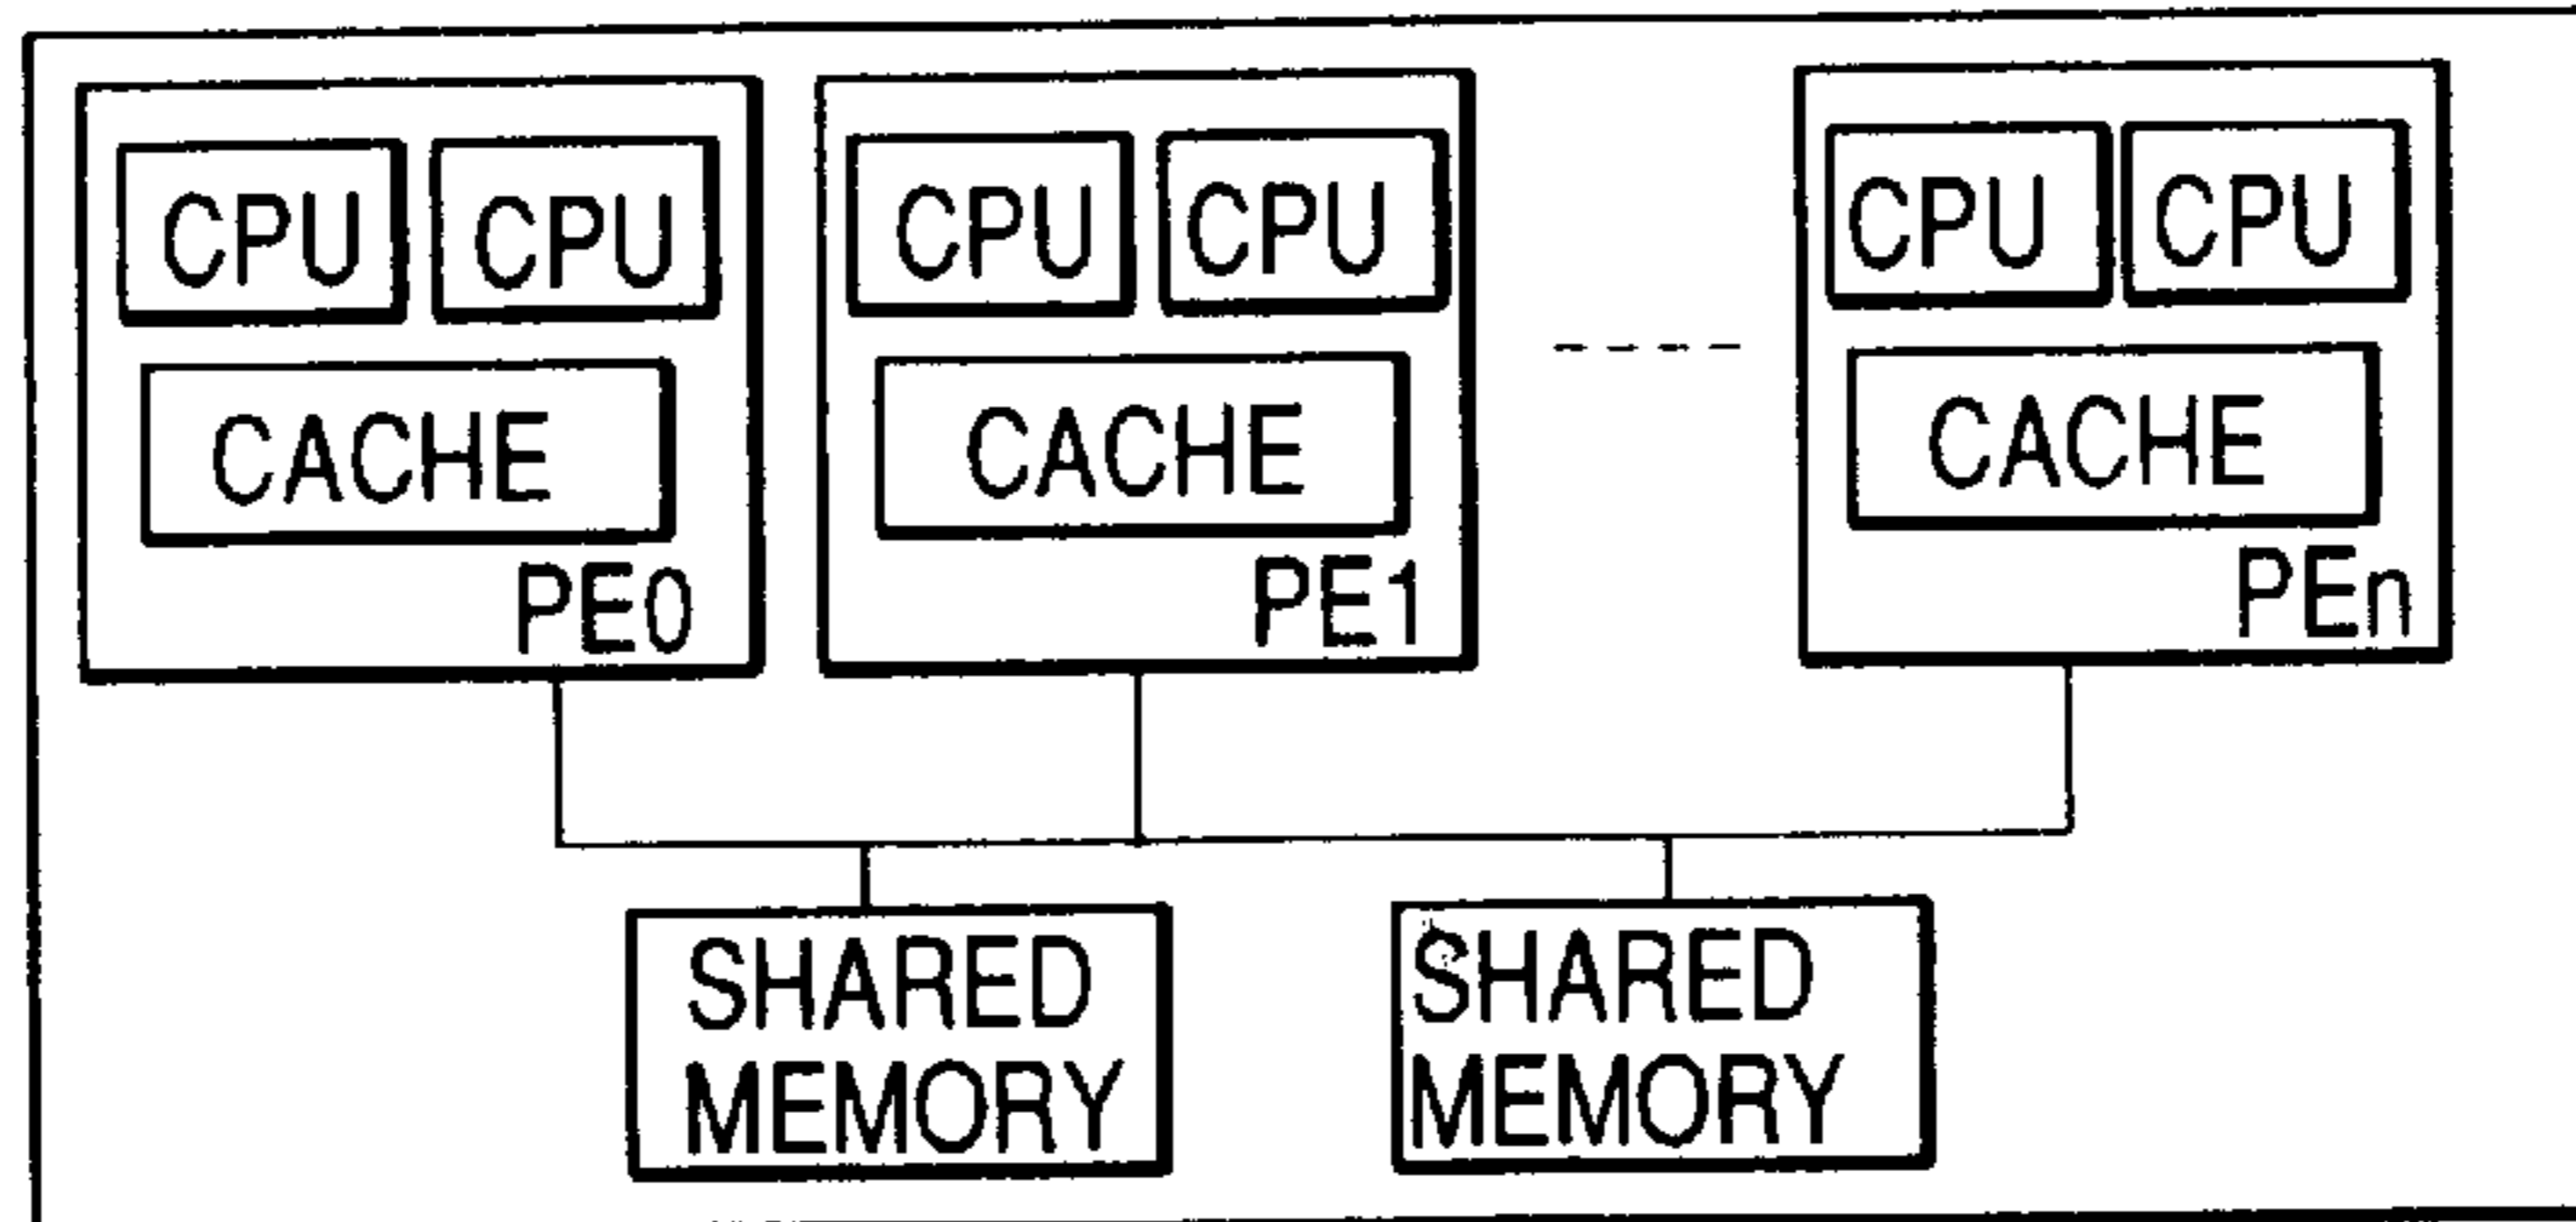 CPU CPU
CACHE
PE0
CPU CPU
CACHE
PE1
CPU CPU
CACHE
PEn
SHARED
MEMORY
SHARED
MEMORY